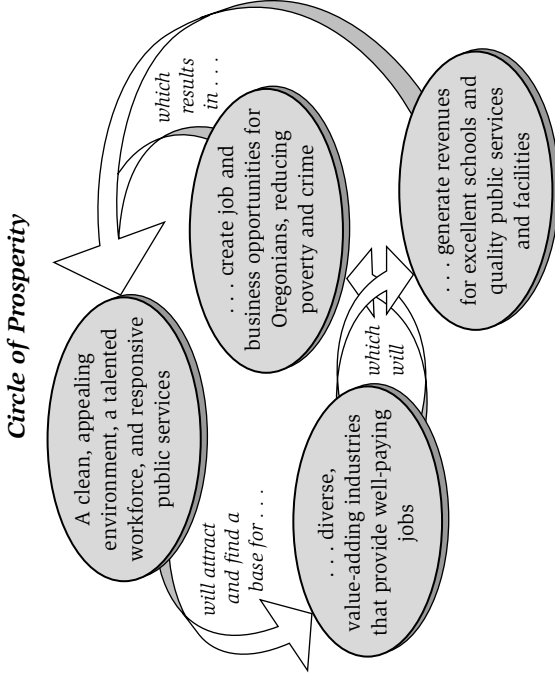 Circle of Prosperity
A clean, appealing
environment, a talented
workforce, and responsive
public services
will attract
and find a
base for . . .
. . . diverse,
value-adding industries
that provide well-paying
jobs
which
will
. . . create job and
business opportunities for
Oregonians, reducing
poverty and crime
. . . generate revenues
for excellent schools and
quality public services
and facilities
which
results
in . . .